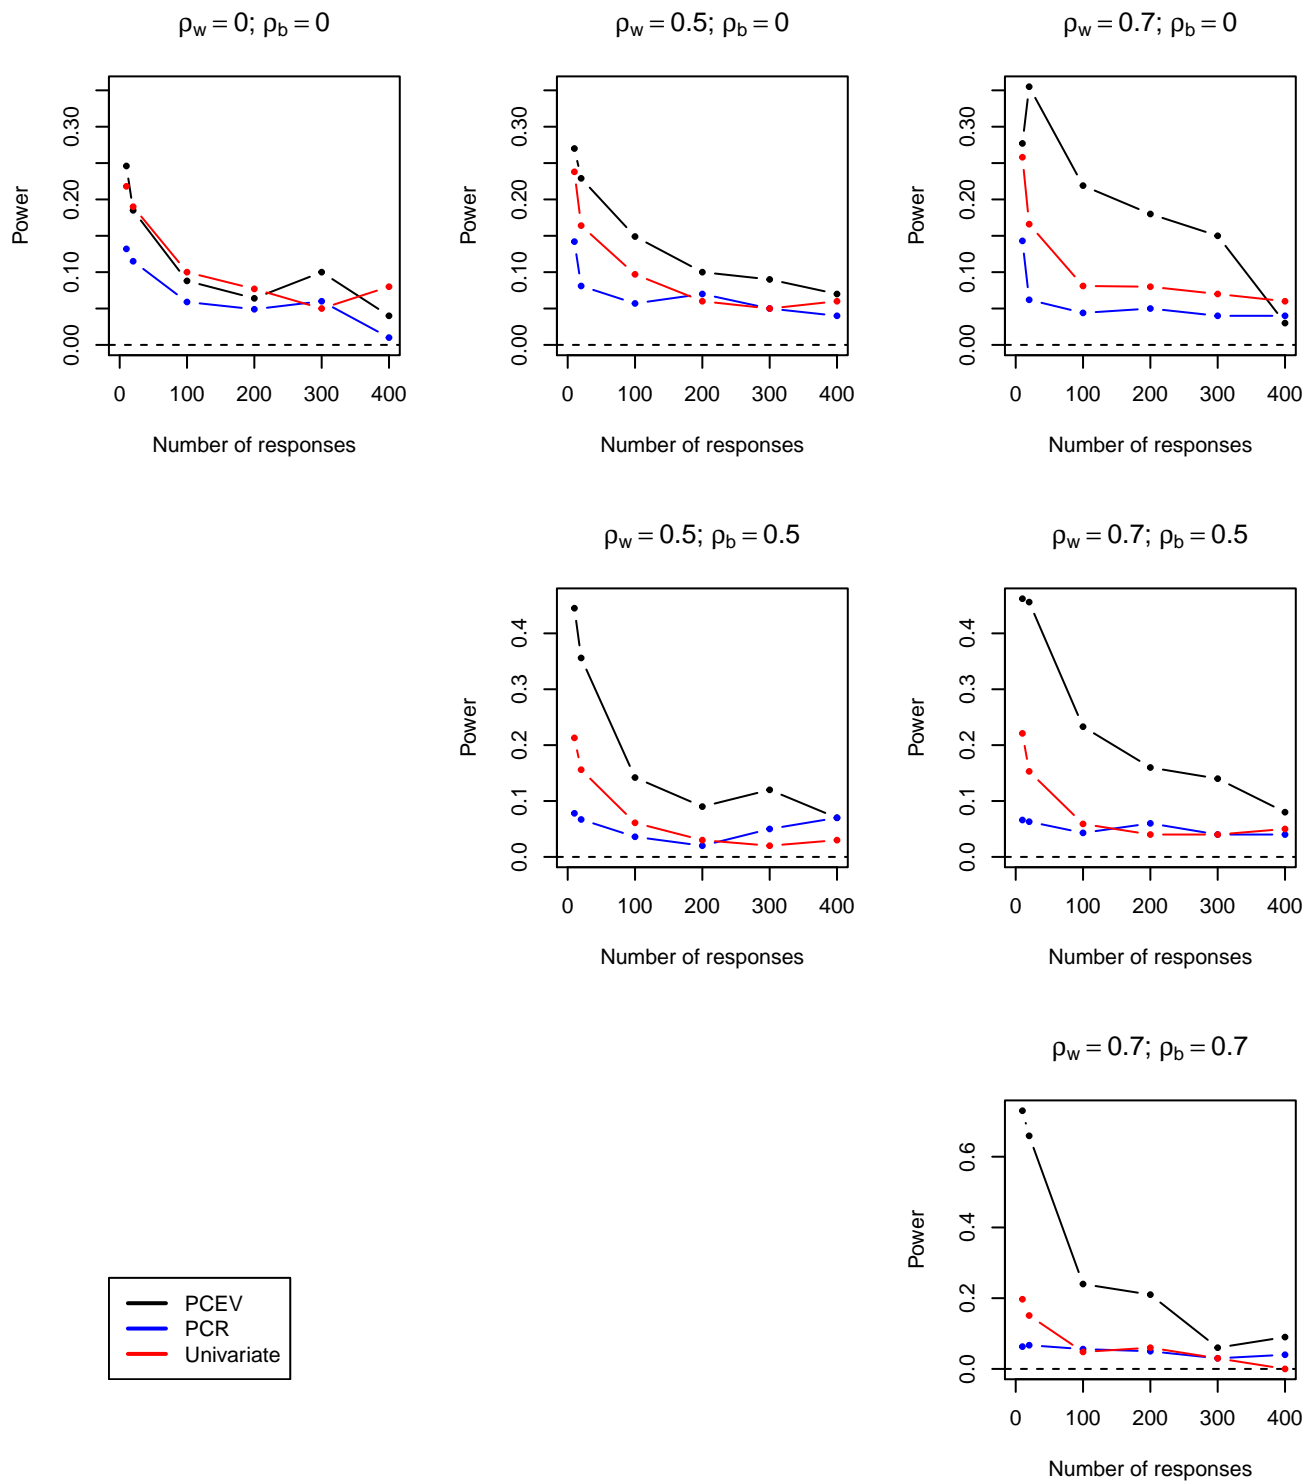 ρw = 0; ρb = 0
0.00 0.10 0.20 0.30
Power
0 100 200 300 400
Number of responses
ρw = 0.5; ρb = 0
0.00 0.10 0.20 0.30
Power
0 100 200 300 400
Number of responses
ρw = 0.7; ρb = 0
0.00 0.10 0.20 0.30
Power
0 100 200 300 400
Number of responses
ρw = 0.5; ρb = 0.5
0.0 0.1 0.2 0.3 0.4
Power
0 100 200 300 400
Number of responses
ρw = 0.7; ρb = 0.5
0.0 0.1 0.2 0.3 0.4
Power
0 100 200 300 400
Number of responses
ρw = 0.7; ρb = 0.7
0.0 0.2 0.4 0.6
Power
0 100 200 300 400
Number of responses
PCEV
PCR
Univariate